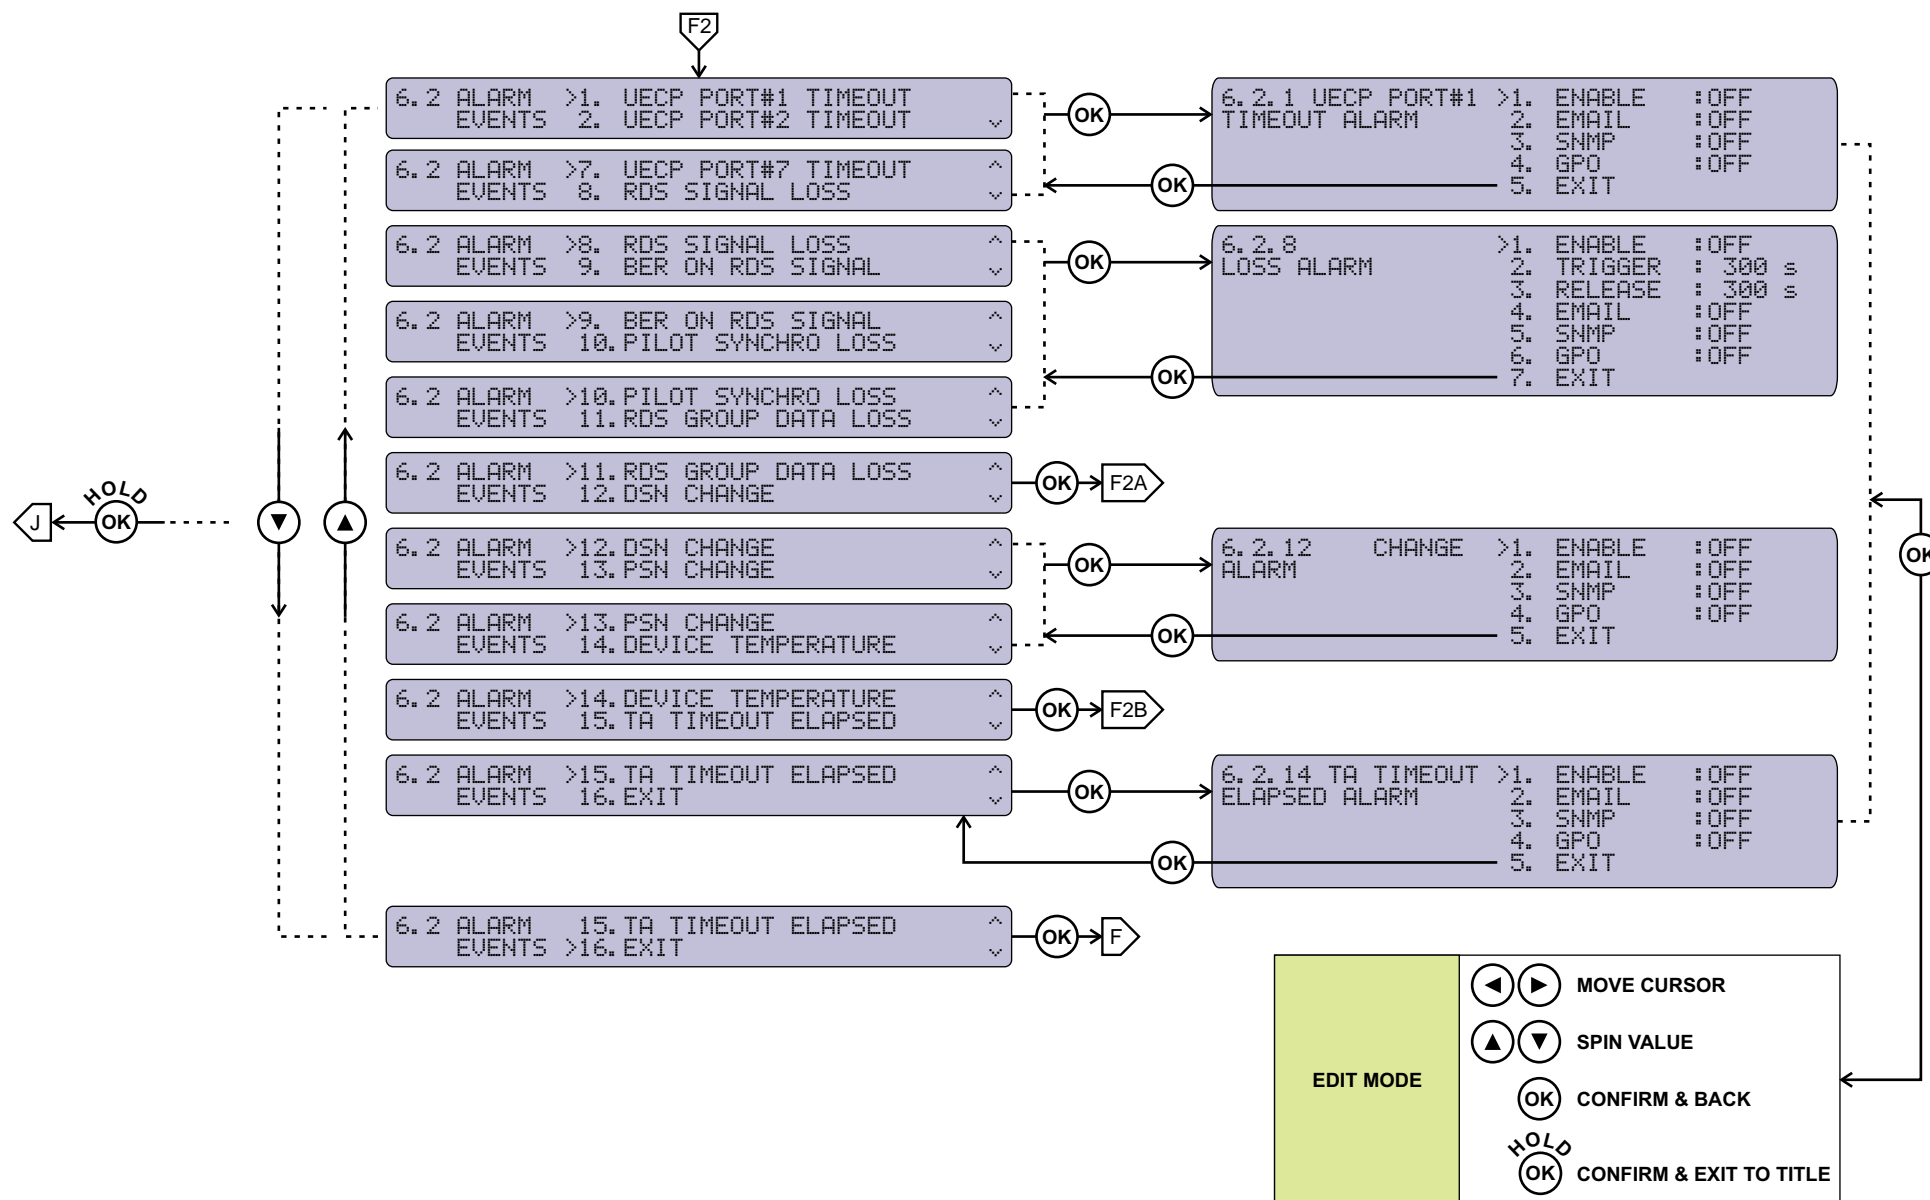 F2
6.2 ALARM >1. UECP PORT#1 TIMEOUT
EVENTS 2. UECP PORT#2 TIMEOUT
OK
6.2.1 UECP PORT#1 >1. ENABLE :OFF
TIMEOUT ALARM 2. EMAIL :OFF
3. SNMP :OFF
4. GPO :OFF
5. EXIT
6.2 ALARM >7. UECP PORT#7 TIMEOUT
EVENTS 8. RDS SIGNAL LOSS
OK
6.2 ALARM >8. RDS SIGNAL LOSS
EVENTS 9. BER ON RDS SIGNAL
OK
6.2.8 >1. ENABLE :OFF
LOSS ALARM 2. TRIGGER : 300 s
3. RELEASE : 300 s
4. EMAIL :OFF
5. SNMP :OFF
6. GPO :OFF
7. EXIT
6.2 ALARM >9. BER ON RDS SIGNAL
EVENTS 10.PILOT SYNCHRO LOSS
OK
6.2 ALARM >10.PILOT SYNCHRO LOSS
EVENTS 11.RDS GROUP DATA LOSS
6.2 ALARM >11.RDS GROUP DATA LOSS
EVENTS 12.DSN CHANGE
OK F2A
J HOLD OK
6.2 ALARM >12.DSN CHANGE
EVENTS 13.PSN CHANGE
OK
6.2.12 CHANGE >1. ENABLE :OFF
ALARM 2. EMAIL :OFF
3. SNMP :OFF
4. GPO :OFF
5. EXIT
OK
6.2 ALARM >13.PSN CHANGE
EVENTS 14.DEVICE TEMPERATURE
OK
6.2 ALARM >14.DEVICE TEMPERATURE
EVENTS 15.TA TIMEOUT ELAPSED
OK F2B
6.2 ALARM >15.TA TIMEOUT ELAPSED
EVENTS 16.EXIT
OK
6.2.14 TA TIMEOUT >1. ENABLE :OFF
ELAPSED ALARM 2. EMAIL :OFF
3. SNMP :OFF
4. GPO :OFF
5. EXIT
OK
6.2 ALARM 15.TA TIMEOUT ELAPSED
EVENTS >16.EXIT
OK F
EDIT MODE
MOVE CURSOR
SPIN VALUE
OK CONFIRM & BACK
HOLD
OK CONFIRM & EXIT TO TITLE